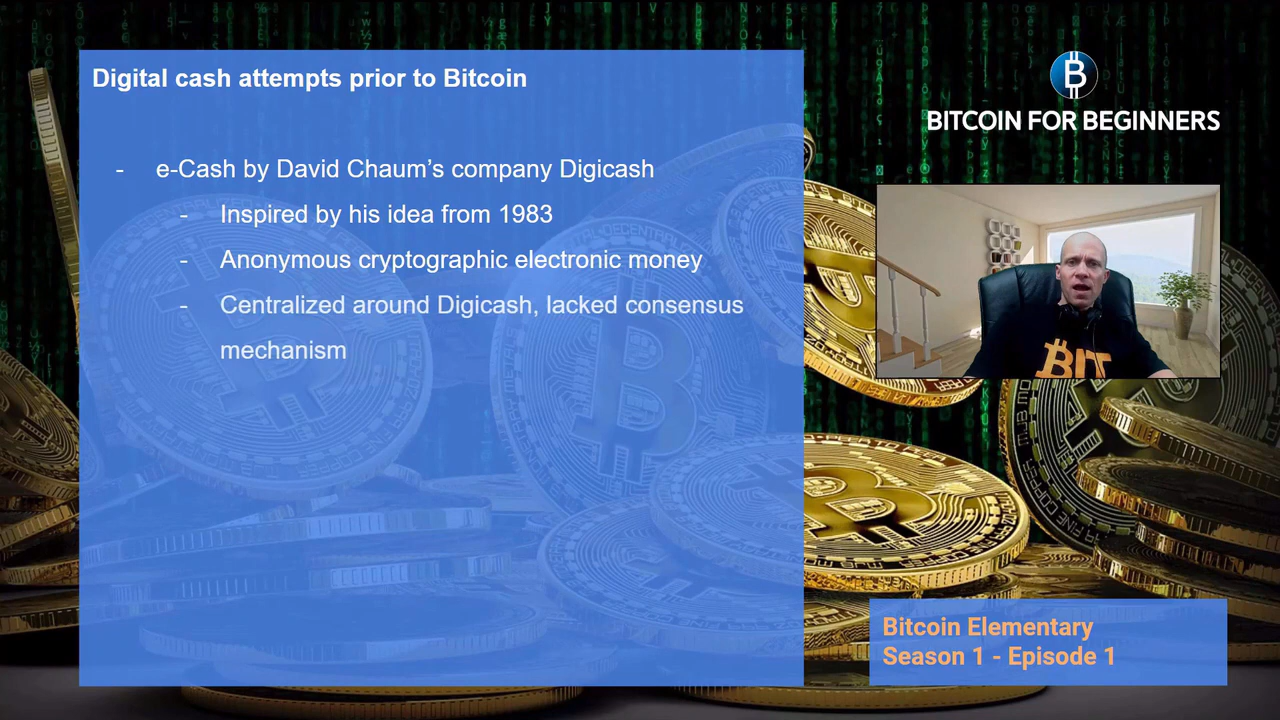 Digital cash attempts prior to Bitcoin
- e-Cash by David Chaum’s company Digicash
- Inspired by his idea from 1983
- Anonymous cryptographic electronic money
- Centralized around Digicash, lacked consensus
mechanism
BITCOIN FOR BEGINNERS
BIT
Bitcoin Elementary
Season 1 - Episode 1